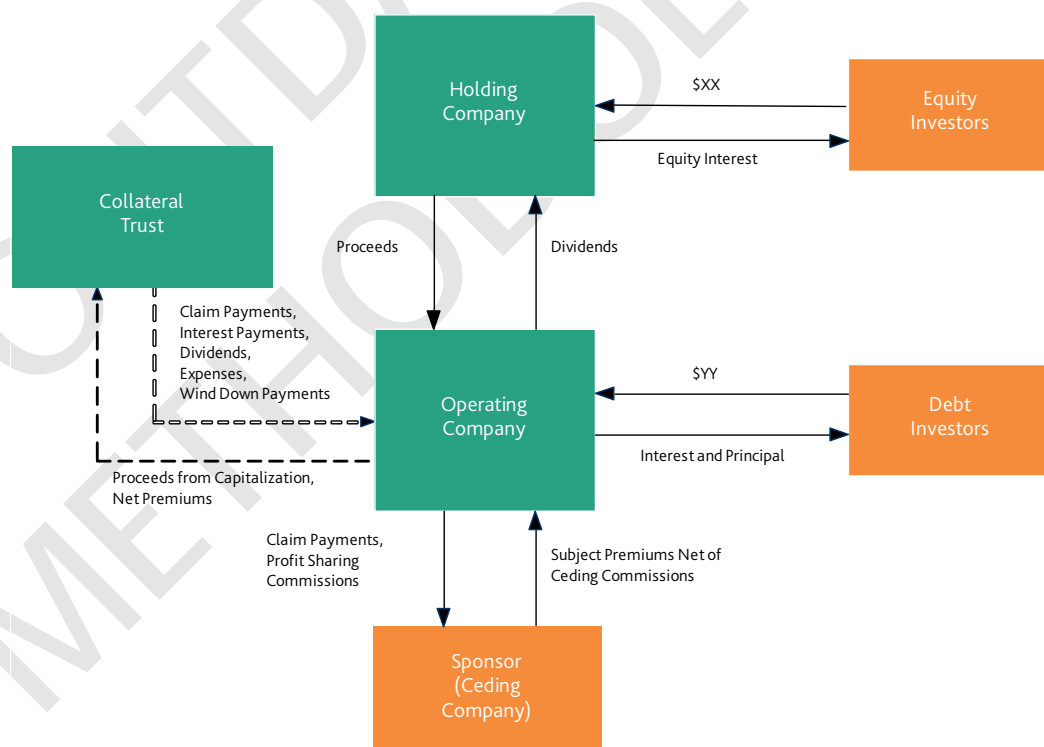 Holding
Company
$XX
Equity
Investors
Equity Interest
Collateral
Trust
Proceeds
Dividends
Claim Payments,
Interest Payments,
Dividends,
Expenses,
Wind Down Payments
Operating
Company
$YY
Debt
Investors
Interest and Principal
Proceeds from Capitalization,
Net Premiums
Claim Payments,
Profit Sharing
Commissions
Subject Premiums Net of
Ceding Commissions
Sponsor
(Ceding
Company)